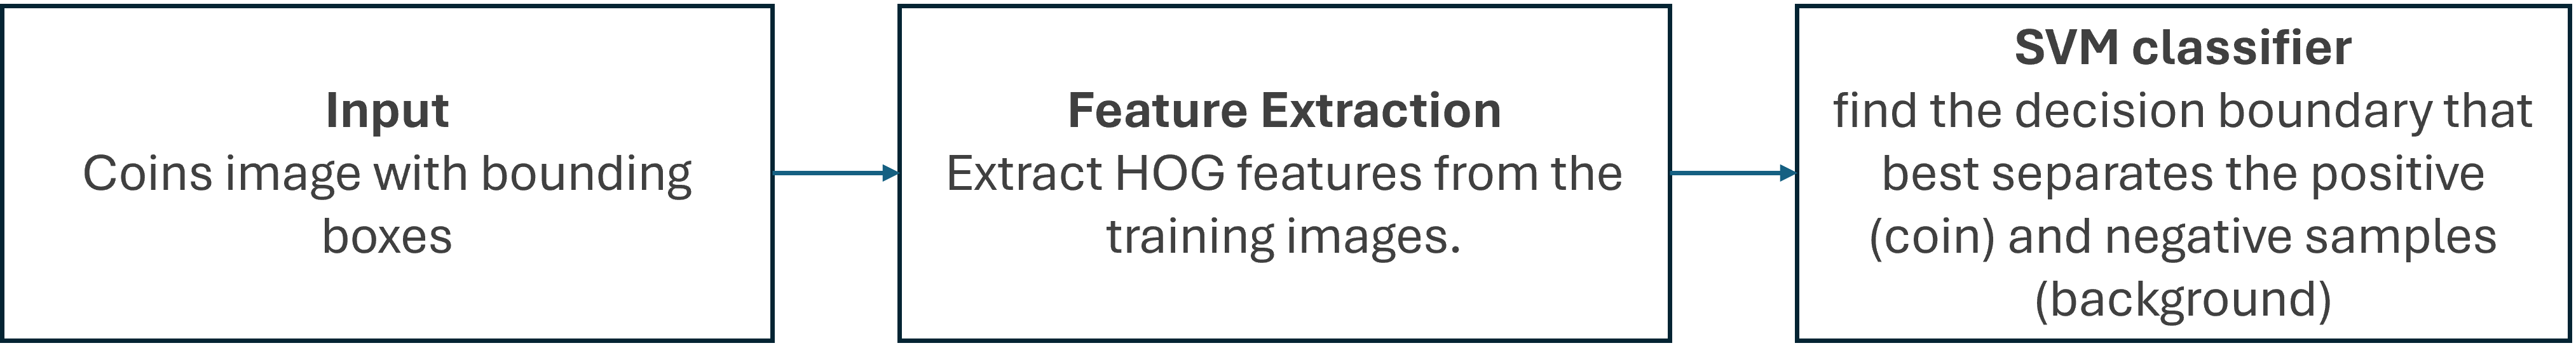 Input
Coins image with bounding
boxes
Feature Extraction
Extract HOG features from the
training images.
SVM classifier
find the decision boundary that
best separates the positive
(coin) and negative samples
(background)